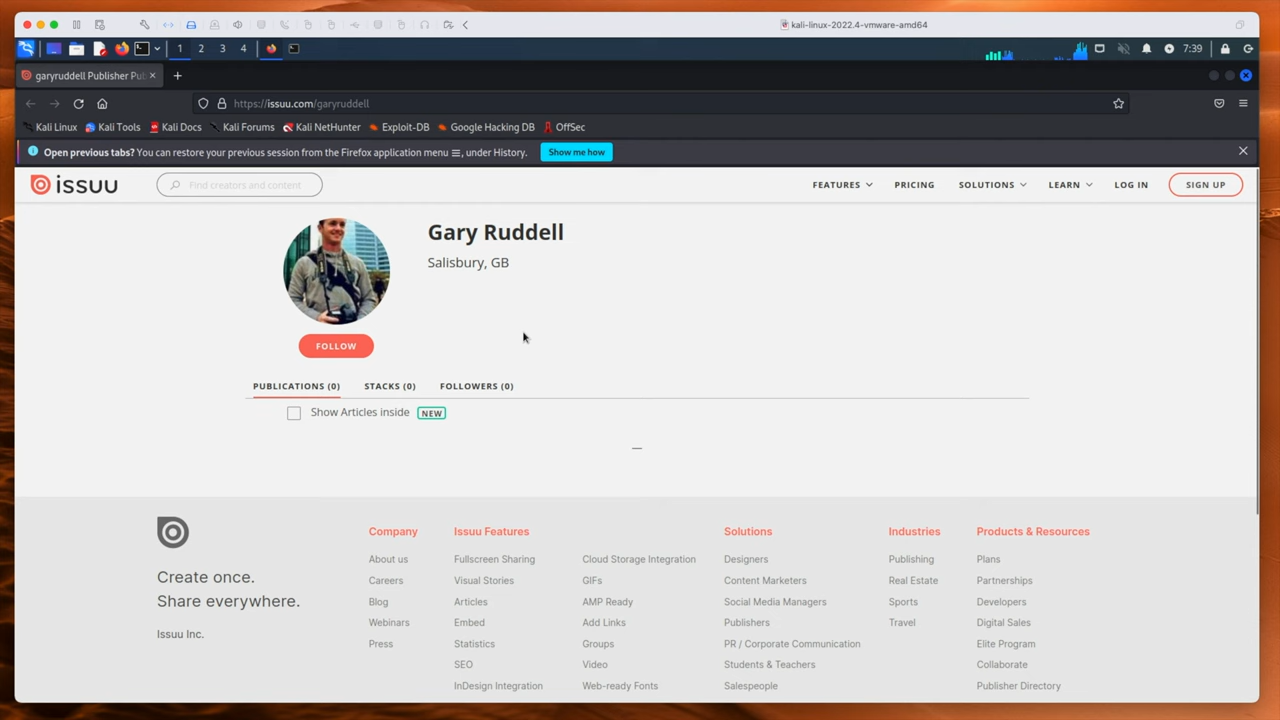 kali-linux-2022.4-vmware-amd64
1 2 3 4 7:39
garyruddell Publisher Pub
https://issuu.com/garyruddell
Kali Linux Kali Tools Kali Docs Kali Forums Kali NetHunter Exploit-DB Google Hacking DB OffSec
Open previous tabs? You can restore your previous session from the Firefox application menu ☰, under History. Show me how
issuu Find creators and content FEATURES PRICING SOLUTIONS LEARN LOG IN SIGN UP
Gary Ruddell
Salisbury, GB
FOLLOW
PUBLICATIONS (0) STACKS (0) FOLLOWERS (0)
Show Articles inside NEW
Company Issuu Features Solutions Industries Products & Resources
About us Fullscreen Sharing Cloud Storage Integration Designers Publishing Plans
Create once. Careers Visual Stories GIFs Content Marketers Real Estate Partnerships
Share everywhere. Blog Articles AMP Ready Social Media Managers Sports Developers
Webinars Embed Add Links Publishers Travel Digital Sales
Issuu Inc. Press Statistics Groups PR / Corporate Communication Elite Program
SEO Video Students & Teachers Collaborate
InDesign Integration Web-ready Fonts Salespeople Publisher Directory